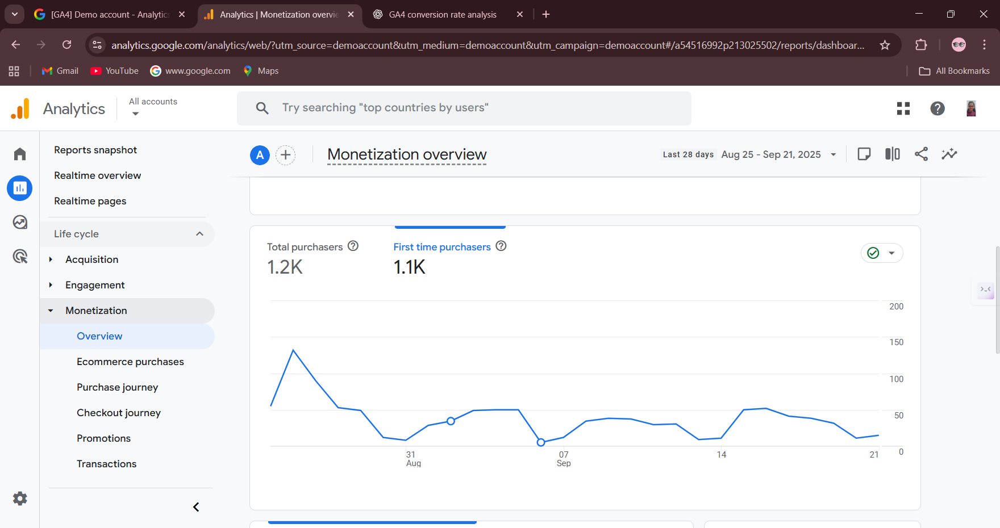 [GA4] Demo account - Analytics
Analytics | Monetization overvie
GA4 conversion rate analysis
analytics.google.com/analytics/web/?utm_source=demoaccount&utm_medium=demoaccount&utm_campaign=demoaccount#/a54516992p213025502/reports/dashboar...
Gmail
YouTube
www.google.com
Maps
All Bookmarks
Analytics
All accounts
Try searching "top countries by users"
Reports snapshot
Realtime overview
Realtime pages
Life cycle
Acquisition
Engagement
Monetization
Overview
Ecommerce purchases
Purchase journey
Checkout journey
Promotions
Transactions
A
Monetization overview
Last 28 days Aug 25 - Sep 21, 2025
Total purchasers
1.2K
First time purchasers
1.1K
200
150
100
50
0
31
Aug
07
Sep
14
21